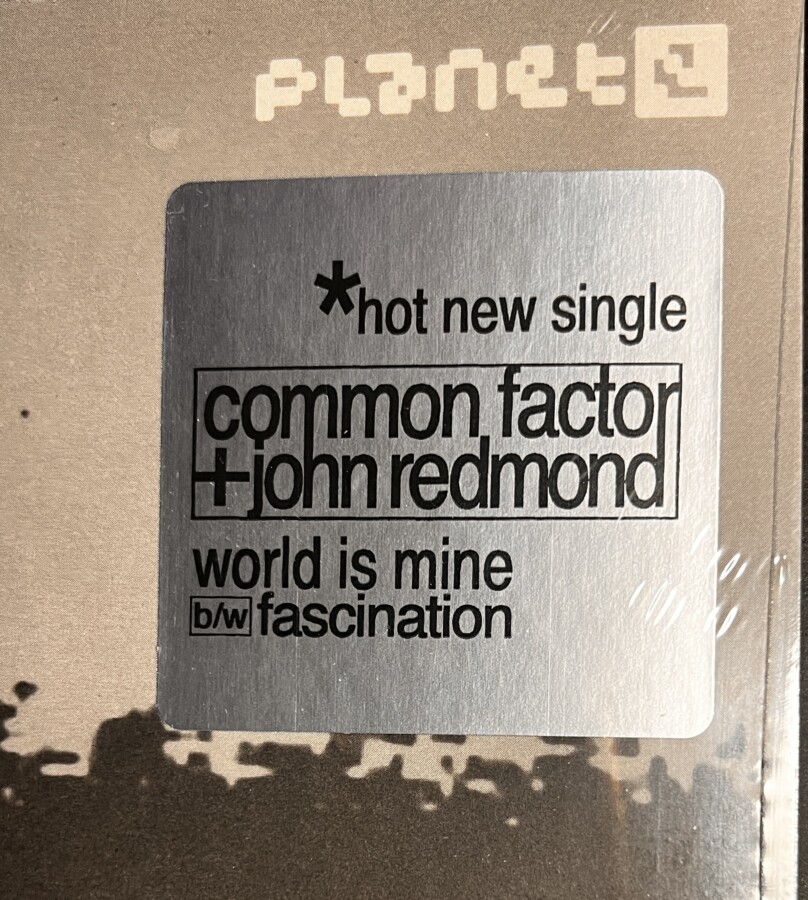 planet e
*hot new single
common factor
+john redmond
world is mine
b/w fascination